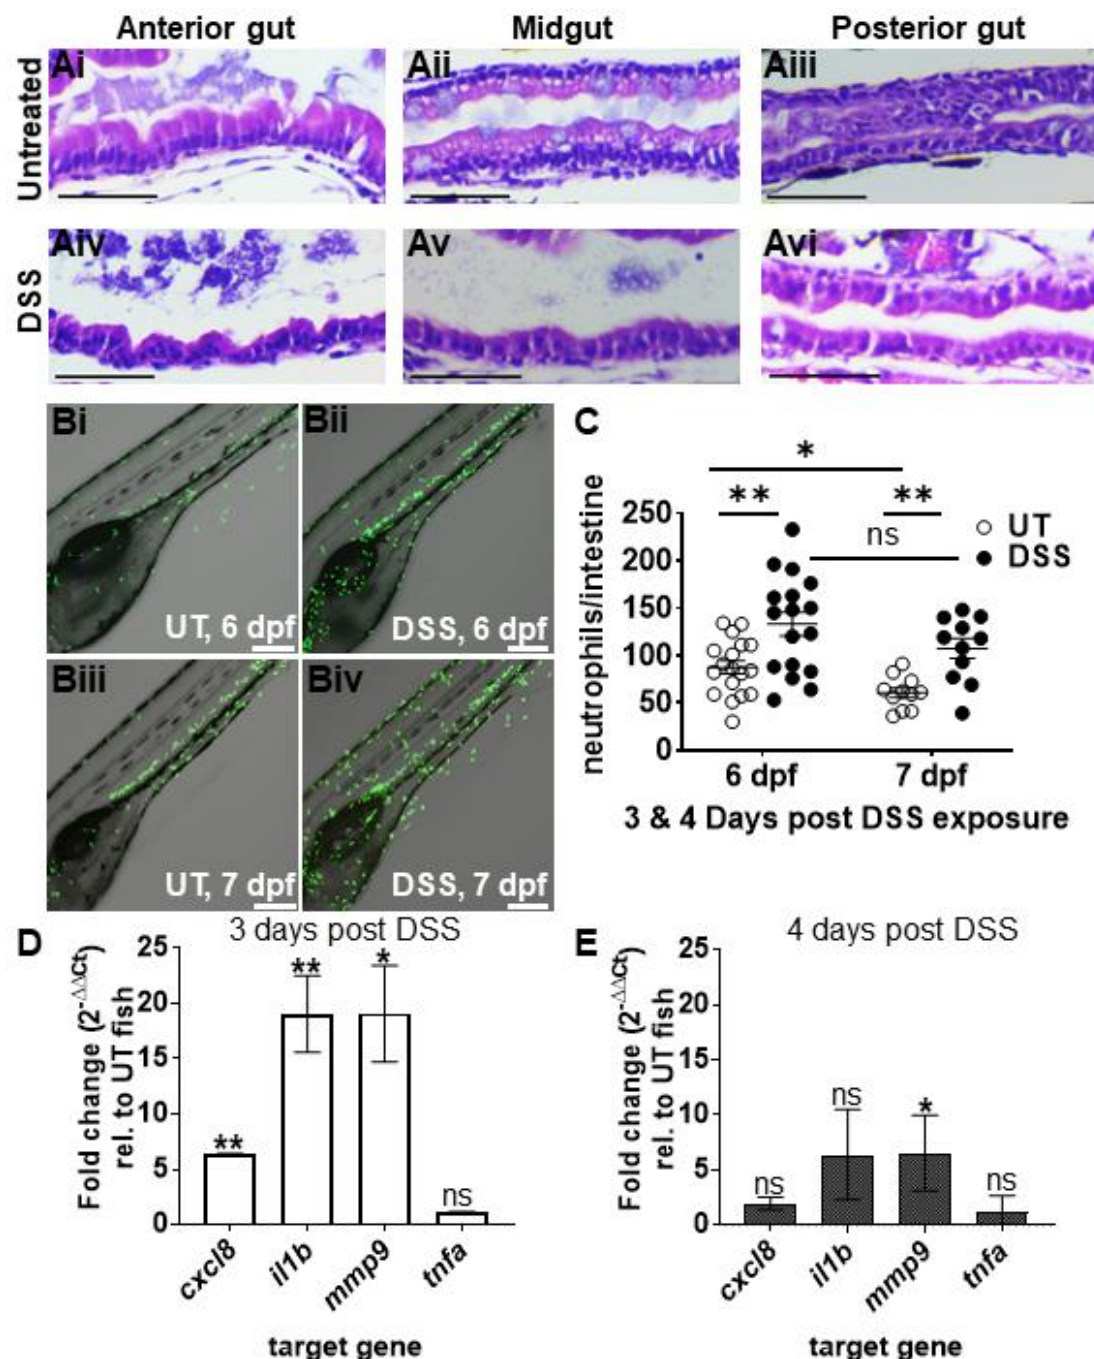 Anterior gut Midgut Posterior gut
Untreated
Ai Aii Aiii
DSS
Aiv Av Avi
Bi Bii
UT, 6 dpf DSS, 6 dpf
Biii Biv
UT, 7 dpf DSS, 7 dpf
C
neutrophils/intestine
*
** **
ns
UT
DSS
250
200
150
100
50
0
6 dpf 7 dpf
3 & 4 Days post DSS exposure
D
3 days post DSS
Fold change (2^-ΔΔCt)
rel. to UT fish
25
20
15
10
5
0
** ** * ns
cxcl8 il1b mmp9 tnfa
target gene
E
4 days post DSS
Fold change (2^-ΔΔCt)
rel. to UT fish
25
20
15
10
5
0
ns ns * ns
cxcl8 il1b mmp9 tnfa
target gene